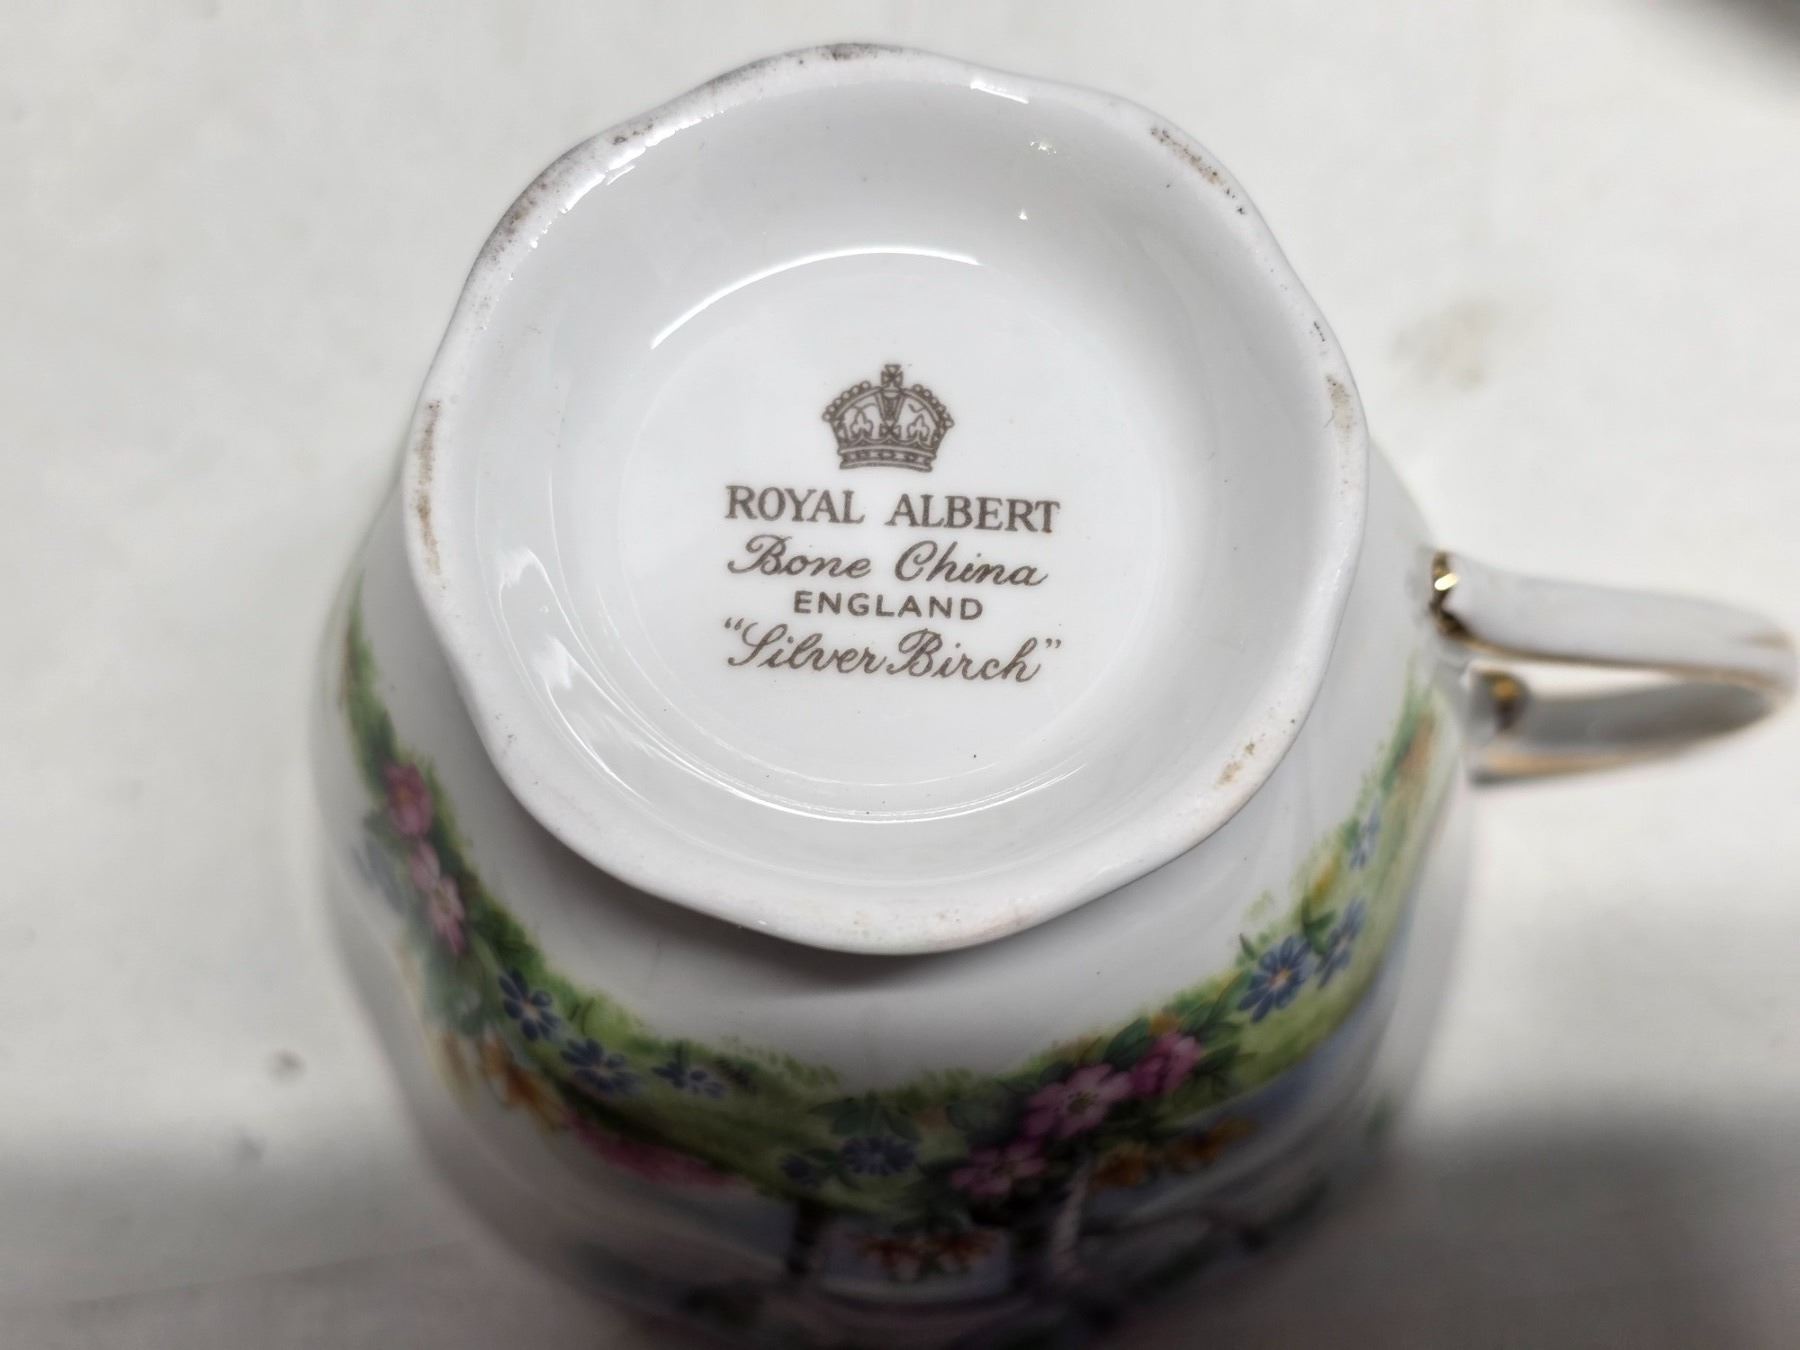 ROYAL ALBERT
Bone China
ENGLAND
"Silver Birch"